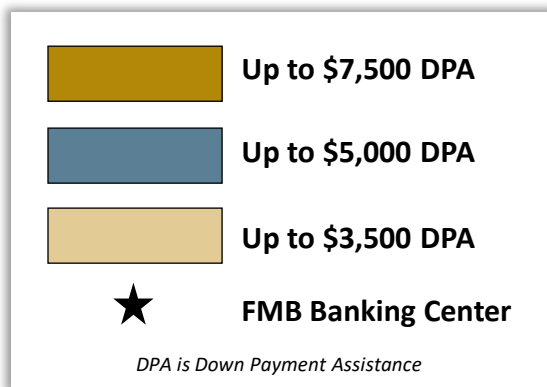 Up to $7,500 DPA
Up to $5,000 DPA
Up to $3,500 DPA
FMB Banking Center
DPA is Down Payment Assistance